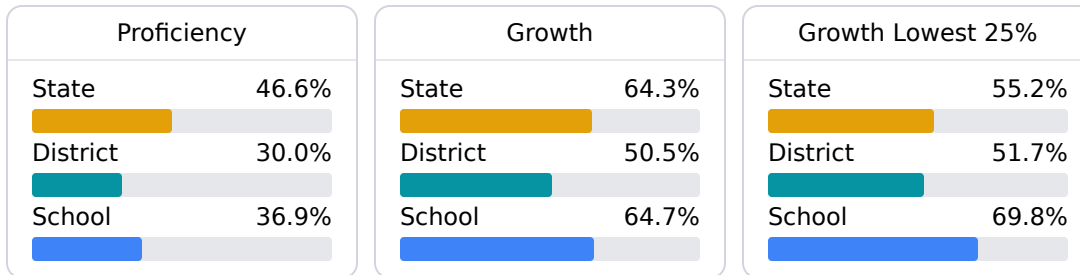 Proficiency
State 46.6%
District 30.0%
School 36.9%
Growth
State 64.3%
District 50.5%
School 64.7%
Growth Lowest 25%
State 55.2%
District 51.7%
School 69.8%